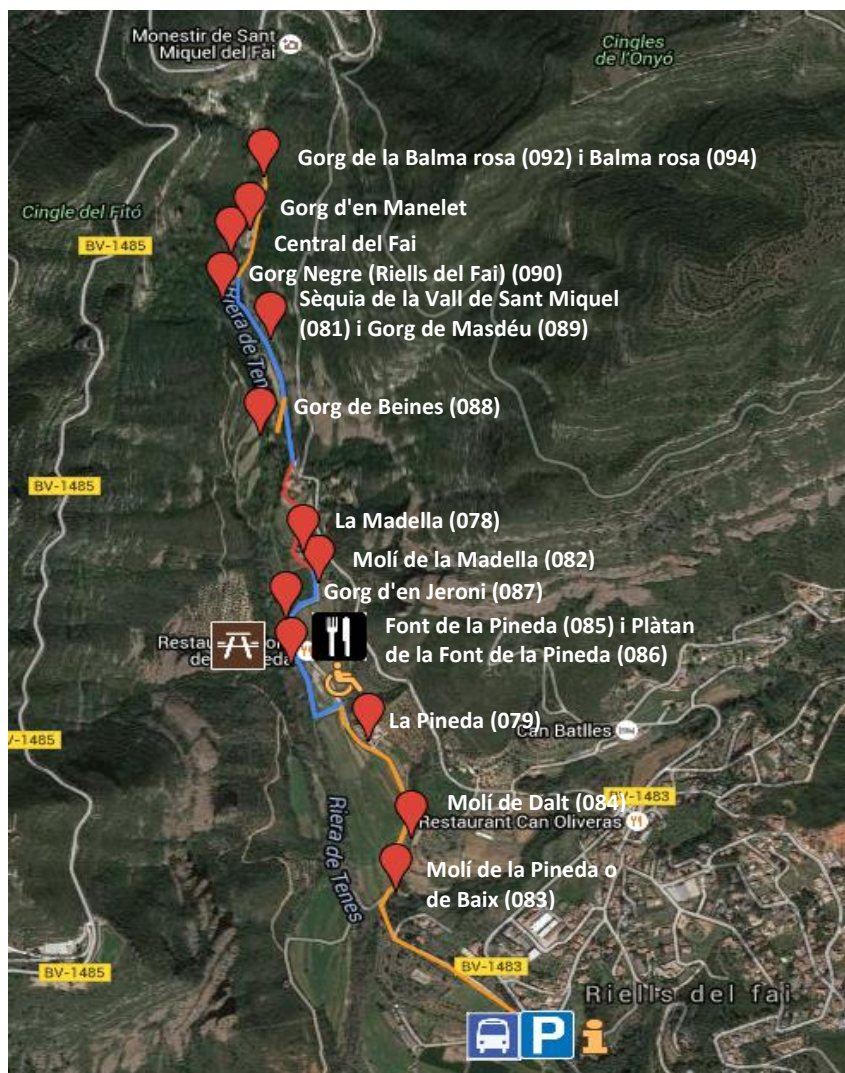 Monestir de Sant
Miquel del Fai
Cingles
de l'Onyó
Gorg de la Balma rosa (092) i Balma rosa (094)
Cingle del Fitó
Gorg d'en Manelet
BV-1485
Central del Fai
Gorg Negre (Riells del Fai) (090)
Sèquia de la Vall de Sant Miquel
(081) i Gorg de Masdéu (089)
Riera de Ten
Gorg de Beines (088)
BV-1485
La Madella (078)
Molí de la Madella (082)
Gorg d'en Jeroni (087)
Font de la Pineda (085) i Plàtan
de la Font de la Pineda (086)
La Pineda (079)
Can Batlles
V-1485
BV-1483
Molí de Dalt (084)
Restaurant Can Oliveras
Riera de Tenes
Molí de la Pineda o
de Baix (083)
BV-1485
BV-1483
Riells del fai
P
i